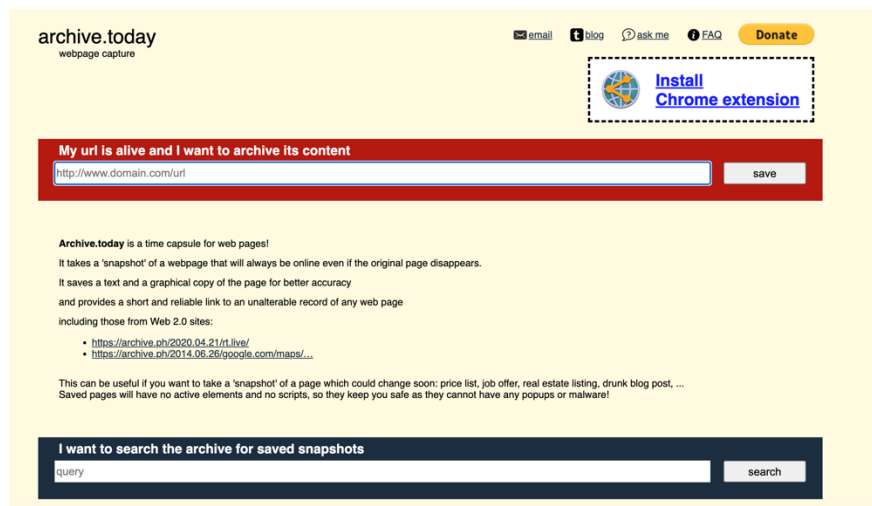 archive.today
webpage capture
email
blog
ask me
FAQ
Donate
Install
Chrome extension
My url is alive and I want to archive its content
http://www.domain.com/url
save
Archive.today is a time capsule for web pages!
It takes a 'snapshot' of a webpage that will always be online even if the original page disappears.
It saves a text and a graphical copy of the page for better accuracy
and provides a short and reliable link to an unalterable record of any web page
including those from Web 2.0 sites:
• https://archive.ph/2020.04.21/rt.live/
• https://archive.ph/2014.06.26/google.com/maps/…
This can be useful if you want to take a 'snapshot' of a page which could change soon: price list, job offer, real estate listing, drunk blog post, ...
Saved pages will have no active elements and no scripts, so they keep you safe as they cannot have any popups or malware!
I want to search the archive for saved snapshots
query
search